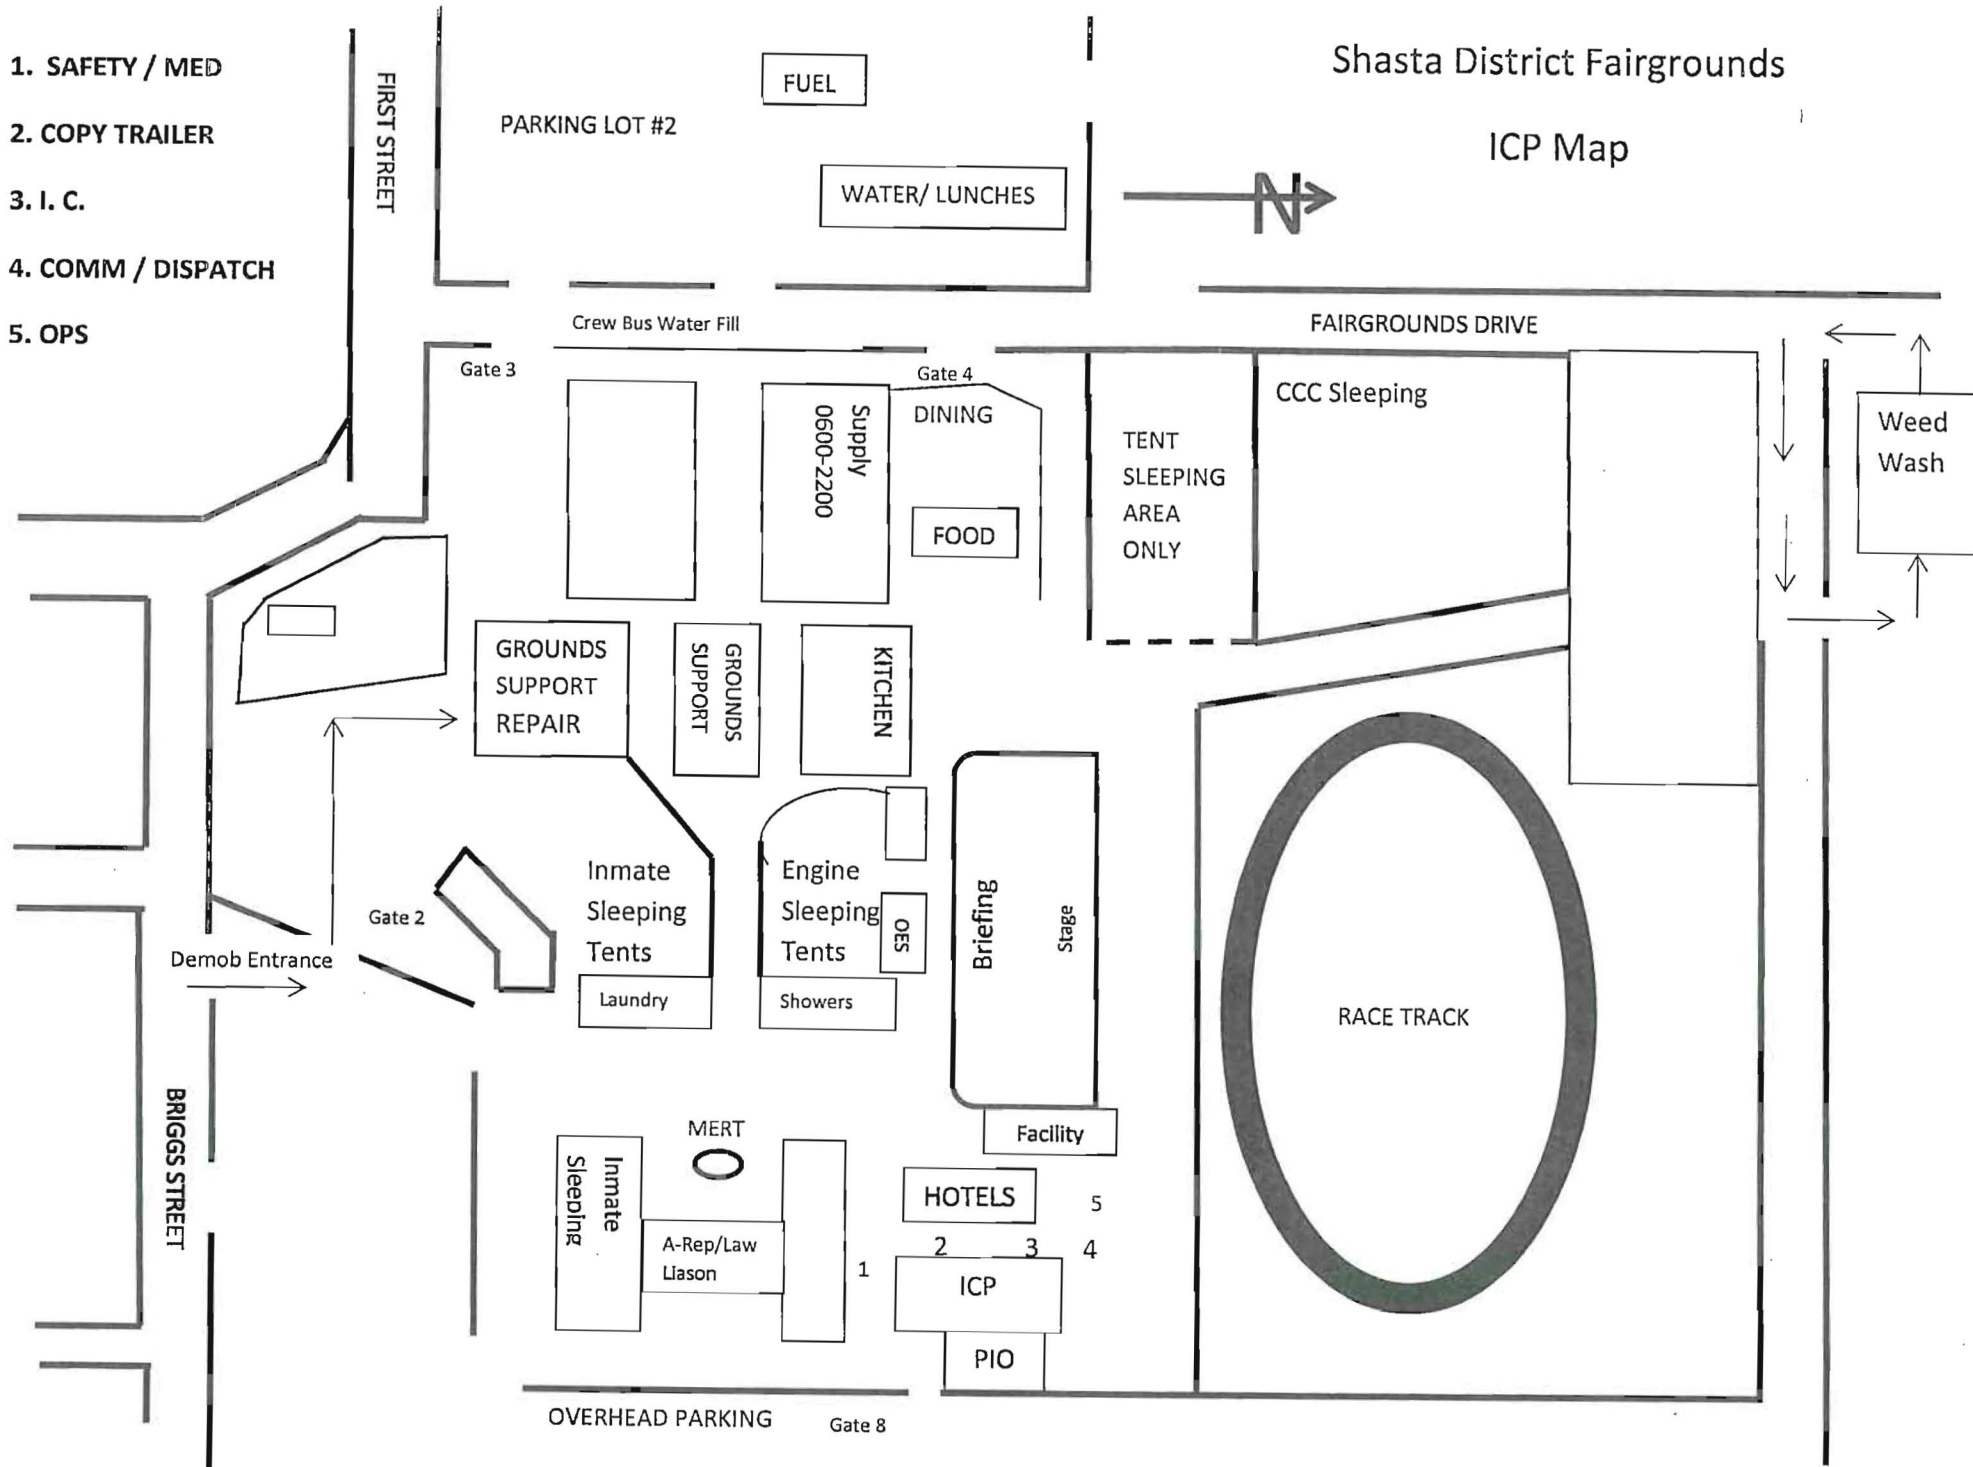 1. SAFETY / MED
2. COPY TRAILER
3. I. C.
4. COMM / DISPATCH
5. OPS
FIRST STREET
PARKING LOT #2
FUEL
WATER/ LUNCHES
Shasta District Fairgrounds
ICP Map
N
Crew Bus Water Fill
FAIRGROUNDS DRIVE
Gate 3
Gate 4
Supply
0600-2200
DINING
FOOD
TENT
SLEEPING
AREA
ONLY
CCC Sleeping
Weed
Wash
GROUNDS
SUPPORT
REPAIR
GROUNDS
SUPPORT
KITCHEN
Gate 2
Demob Entrance
Inmate
Sleeping
Tents
Laundry
Engine
Sleeping
Tents
OES
Showers
Briefing
Stage
RACE TRACK
BRIGGS STREET
MERT
Inmate
Sleeping
A-Rep/Law
Liason
1
Facility
HOTELS
5
2
3
4
ICP
PIO
OVERHEAD PARKING
Gate 8